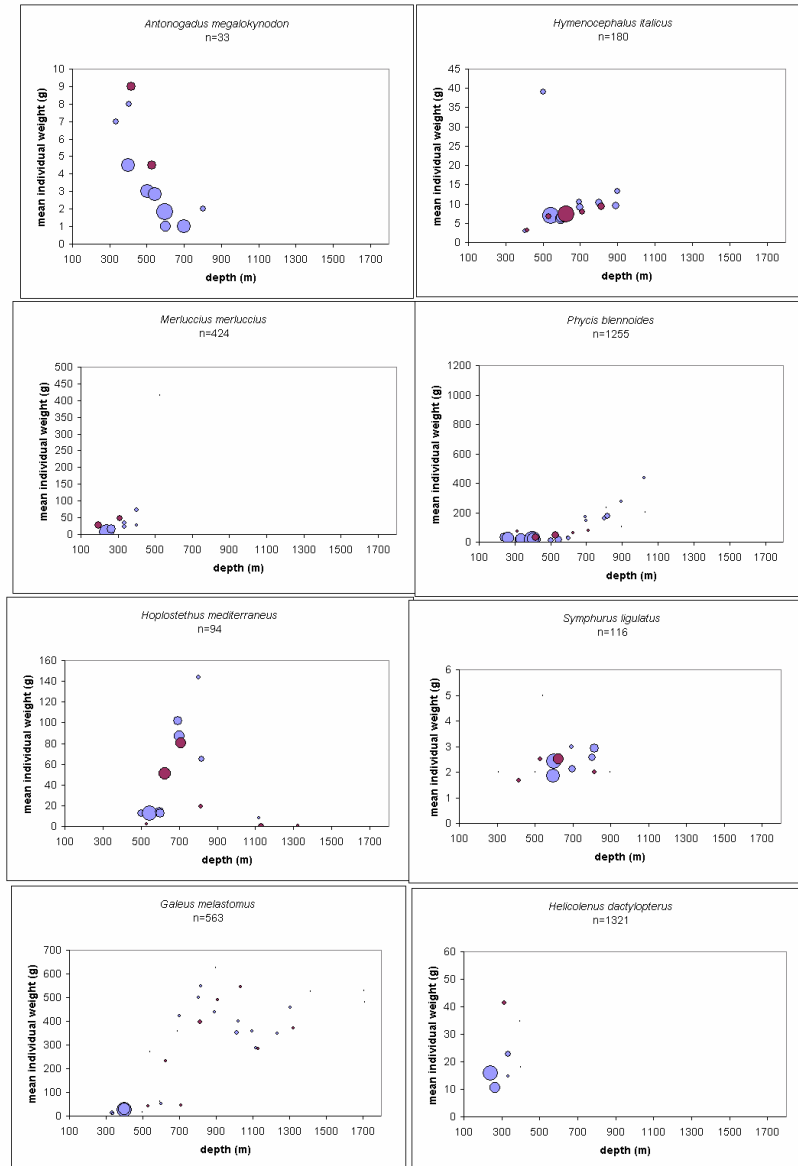 Antonogadus megalokynodon
n=33
mean individual weight (g)
10
9
8
7
6
5
4
3
2
1
0
100 300 500 700 900 1100 1300 1500 1700
depth (m)
Hymenocephalus italicus
n=180
mean individual weight (g)
45
40
35
30
25
20
15
10
5
0
100 300 500 700 900 1100 1300 1500 1700
depth (m)
Merluccius merluccius
n=424
mean individual weight (g)
500
450
400
350
300
250
200
150
100
50
0
100 300 500 700 900 1100 1300 1500 1700
depth (m)
Phycis blennoides
n=1255
mean individual weight (g)
1200
1000
800
600
400
200
0
100 300 500 700 900 1100 1300 1500 1700
depth (m)
Hoplostethus mediterraneus
n=94
mean individual weight (g)
160
140
120
100
80
60
40
20
0
100 300 500 700 900 1100 1300 1500 1700
depth (m)
Symphurus ligulatus
n=116
mean individual weight (g)
6
5
4
3
2
1
0
100 300 500 700 900 1100 1300 1500 1700
depth (m)
Galeus melastomus
n=563
mean individual weight (g)
700
600
500
400
300
200
100
0
100 300 500 700 900 1100 1300 1500 1700
depth (m)
Helicolenus dactylopterus
n=1321
mean individual weight (g)
60
50
40
30
20
10
0
100 300 500 700 900 1100 1300 1500 1700
depth (m)